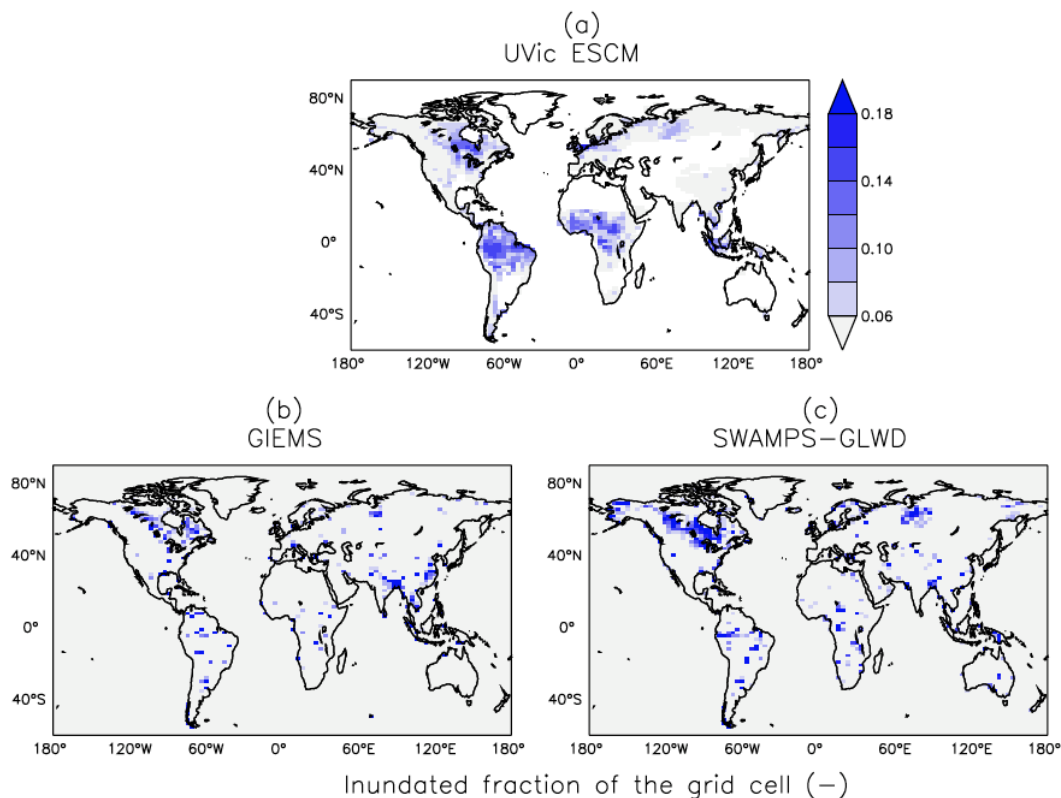 (a)
UVic ESCM
80°N
40°N
0°
40°S
180° 120°W 60°W 0° 60°E 120°E 180°
0.18
0.14
0.10
0.06
(b)
GIEMS
80°N
40°N
0°
40°S
180° 120°W 60°W 0° 60°E 120°E 180°
(c)
SWAMPS-GLWD
80°N
40°N
0°
40°S
180° 120°W 60°W 0° 60°E 120°E 180°
Inundated fraction of the grid cell (-)